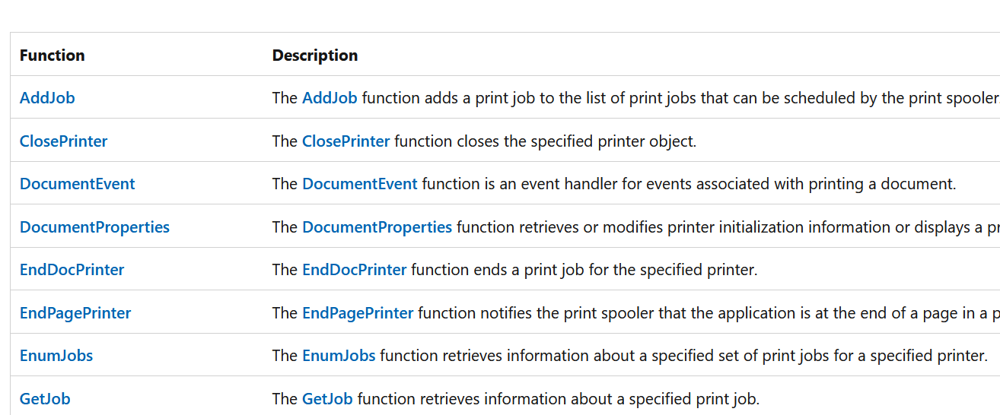 Function Description
AddJob The AddJob function adds a print job to the list of print jobs that can be scheduled by the print spooler
ClosePrinter The ClosePrinter function closes the specified printer object.
DocumentEvent The DocumentEvent function is an event handler for events associated with printing a document.
DocumentProperties The DocumentProperties function retrieves or modifies printer initialization information or displays a
EndDocPrinter The EndDocPrinter function ends a print job for the specified printer.
EndPagePrinter The EndPagePrinter function notifies the print spooler that the application is at the end of a page in a
EnumJobs The EnumJobs function retrieves information about a specified set of print jobs for a specified printer.
GetJob The GetJob function retrieves information about a specified print job.